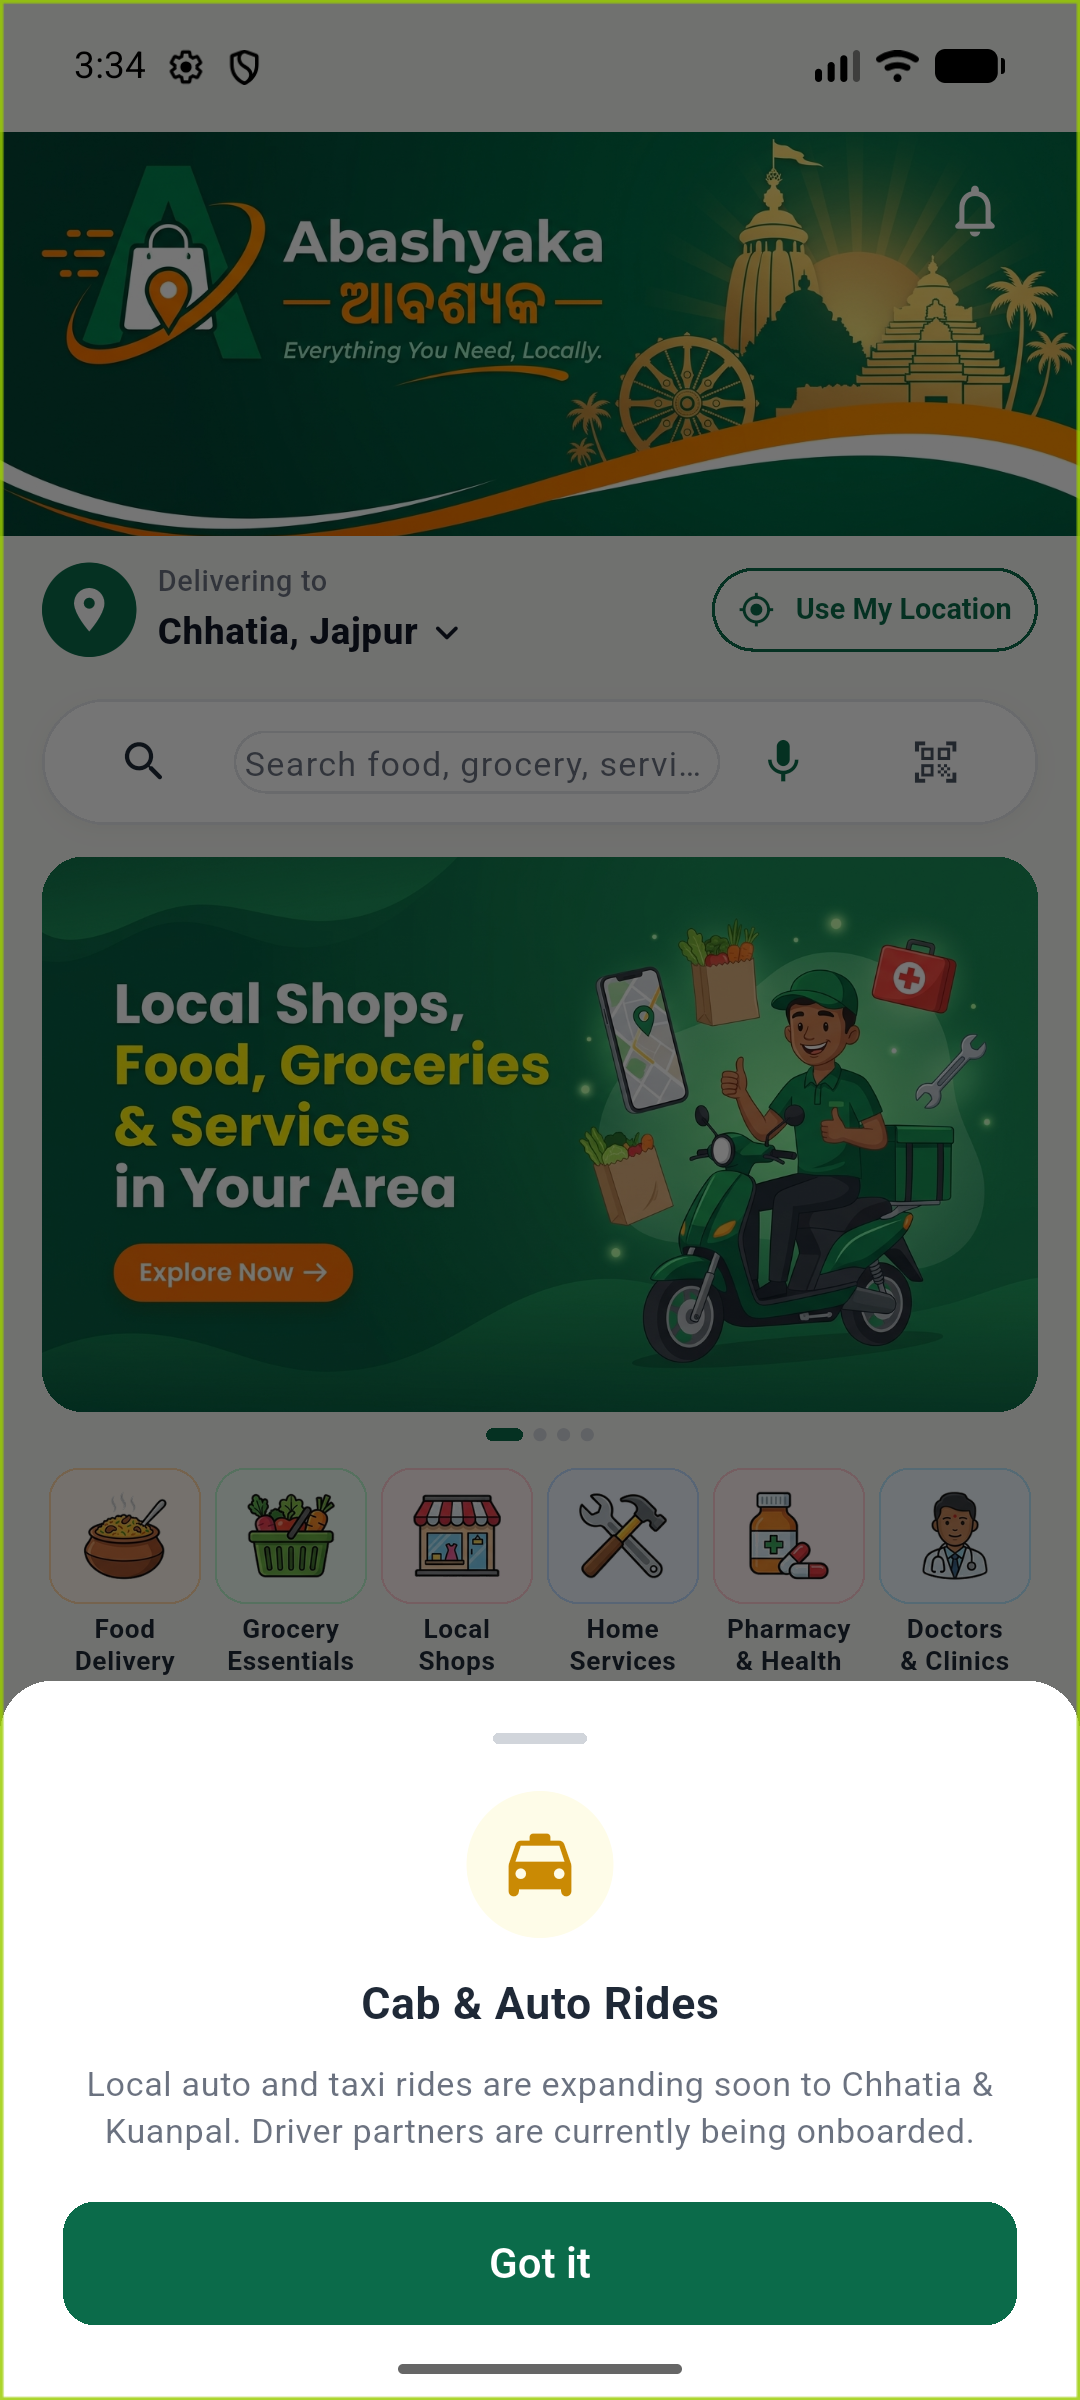 3:34
Abashyaka
ଆବଶ୍ୟକ
Everything You Need, Locally.
Delivering to
Chhatia, Jajpur
Use My Location
Search food, grocery, servi...
Local Shops,
Food, Groceries
& Services
in Your Area
Explore Now →
Food
Delivery
Grocery
Essentials
Local
Shops
Home
Services
Pharmacy
& Health
Doctors
& Clinics
Cab & Auto Rides
Local auto and taxi rides are expanding soon to Chhatia &
Kuanpal. Driver partners are currently being onboarded.
Got it